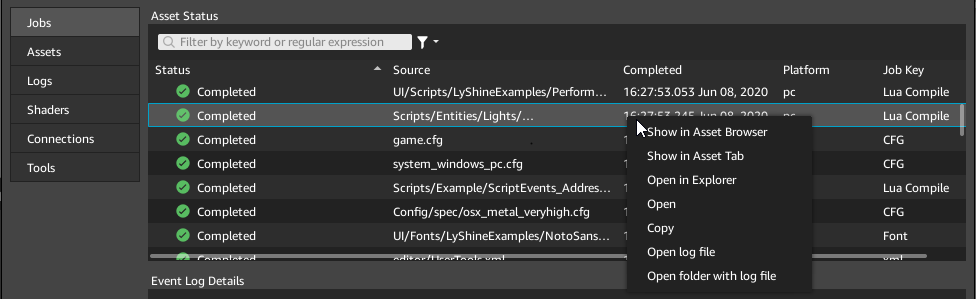 Jobs
Assets
Logs
Shaders
Connections
Tools
Asset Status
Filter by keyword or regular expression
Status Source Completed Platform Job Key
Completed UI/Scripts/LyShineExamples/Perform... 16:27:53.053 Jun 08, 2020 pc Lua Compile
Completed Scripts/Entities/Lights/... 16:27:53.245 Jun 08, 2020 pc Lua Compile
Completed game.cfg CFG
Completed system_windows_pc.cfg CFG
Completed Scripts/Example/ScriptEvents_Addres... Lua Compile
Completed Config/spec/osx_metal_veryhigh.cfg CFG
Completed UI/Fonts/LyShineExamples/NotoSans... Font
Completed editor/UserTools.xml xml
Show in Asset Browser
Show in Asset Tab
Open in Explorer
Open
Copy
Open log file
Open folder with log file
Event Log Details